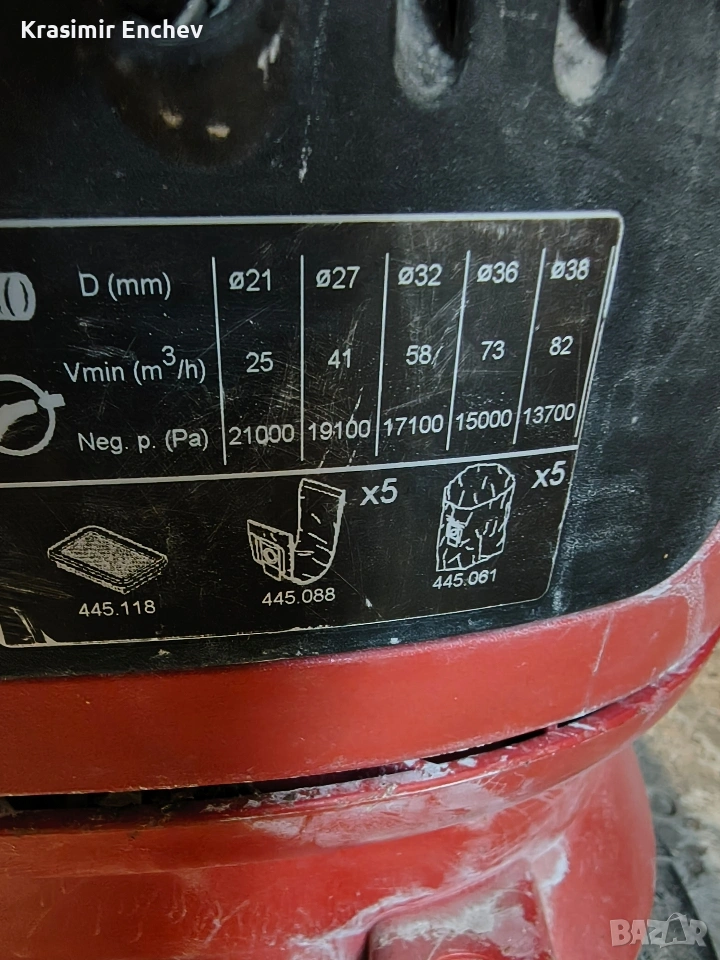 Krasimir Enchev
D (mm) ø21 ø27 ø32 ø36 ø38
Vmin (m³/h) 25 41 58 73 82
Neg. p. (Pa) 21000 19100 17100 15000 13700
x5 x5
445.118 445.088 445.061
BAZAR